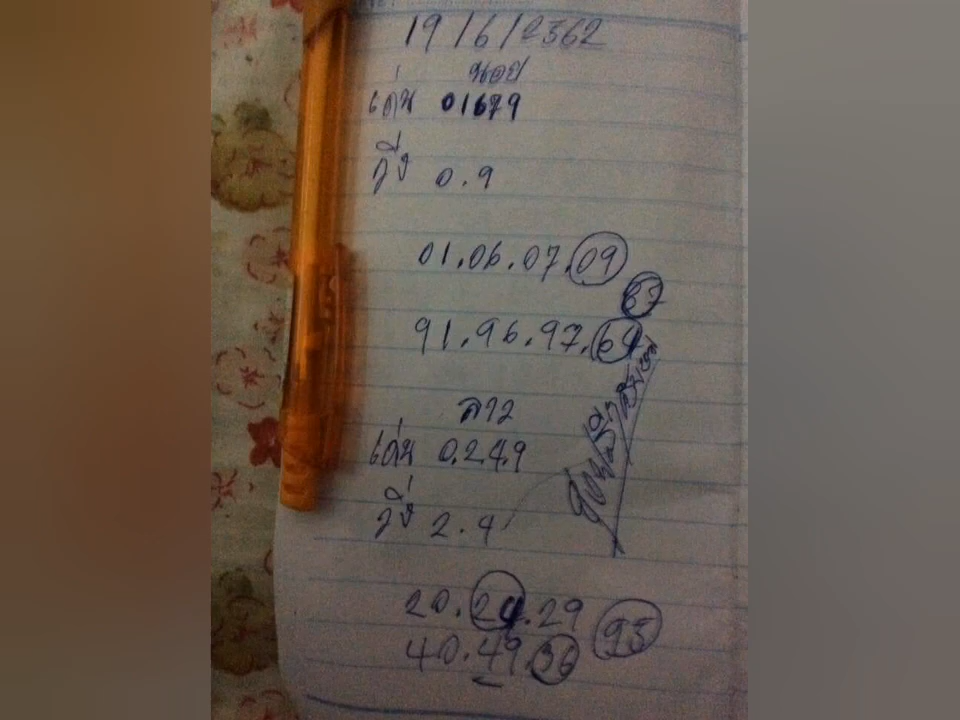 19/6/2562
นอย
เด่น 01679
วิ่ง 0.9
01.06.07.09
67
91.96.97.69
ลาว
เด่น 0.24.9
วิ่ง 2.4
20.24.29
93
40.49.36